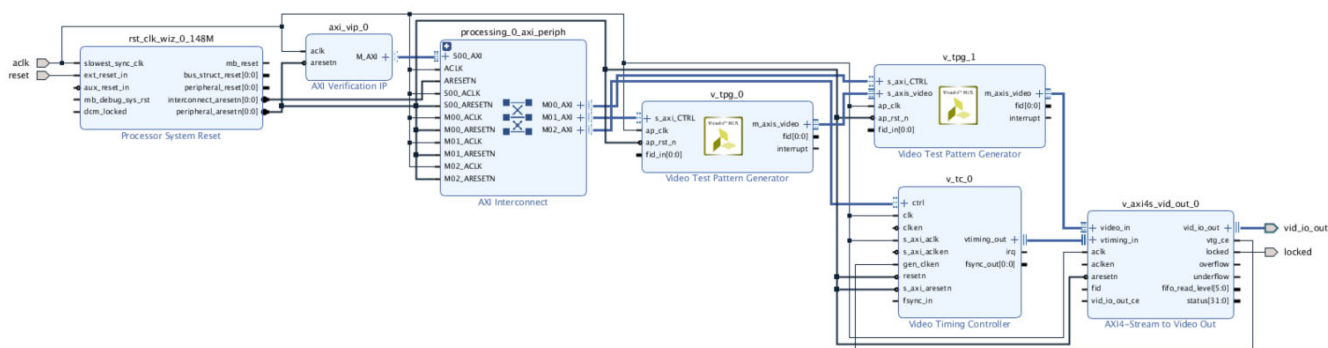 rst_clk_wiz_0_148M
aclk
reset
slowest_sync_clk
ext_reset_in
aux_reset_in
mb_debug_sys_rst
dcm_locked
mb_reset
bus_struct_reset[0:0]
peripheral_reset[0:0]
interconnect_aresetn[0:0]
peripheral_aresetn[0:0]
Processor System Reset
axi_vip_0
aclk
aresetn
M_AXI
AXI Verification IP
processing_0_axi_periph
S00_AXI
ACLK
ARESETN
S00_ACLK
S00_ARESETN
M00_ACLK
M00_ARESETN
M01_ACLK
M01_ARESETN
M02_ACLK
M02_ARESETN
M00_AXI
M01_AXI
M02_AXI
AXI Interconnect
v_tpg_0
s_axi_CTRL
ap_clk
ap_rst_n
fid_in[0:0]
m_axis_video
fid[0:0]
interrupt
Video Test Pattern Generator
v_tpg_1
s_axi_CTRL
s_axis_video
ap_clk
ap_rst_n
fid_in[0:0]
m_axis_video
fid[0:0]
interrupt
Video Test Pattern Generator
v_tc_0
ctrl
clk
clken
s_axi_aclk
s_axi_aclken
gen_clken
resetn
s_axi_aresetn
fsync_in
vtiming_out
irq
fsync_out[0:0]
Video Timing Controller
v_axi4s_vid_out_0
video_in
vtiming_in
aclk
aclken
aresetn
fid
vid_io_out_ce
vid_io_out
vtg_ce
locked
overflow
underflow
fifo_read_level[5:0]
status[31:0]
AXI4-Stream to Video Out
vid_io_out
locked